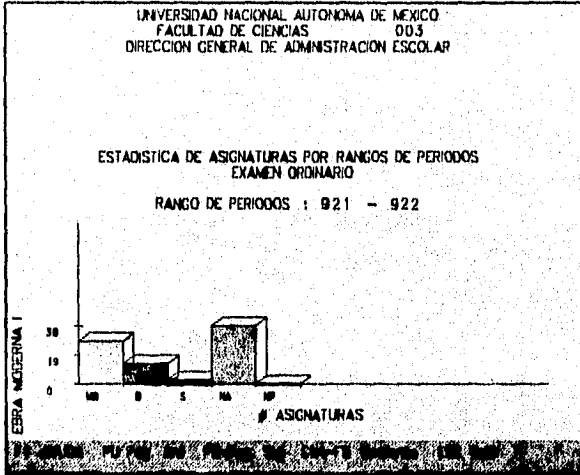 UNIVERSIDAD NACIONAL AUTONOMA DE MEXICO
FACULTAD DE CIENCIAS 003
DIRECCION GENERAL DE ADMINISTRACION ESCOLAR
ESTADISTICA DE ASIGNATURAS POR RANGOS DE PERIODOS
EXAMEN ORDINARIO
RANGO DE PERIODOS : 921 - 922
EBRA MODERNA I
38
19
0
MB B S NA NP
# ASIGNATURAS